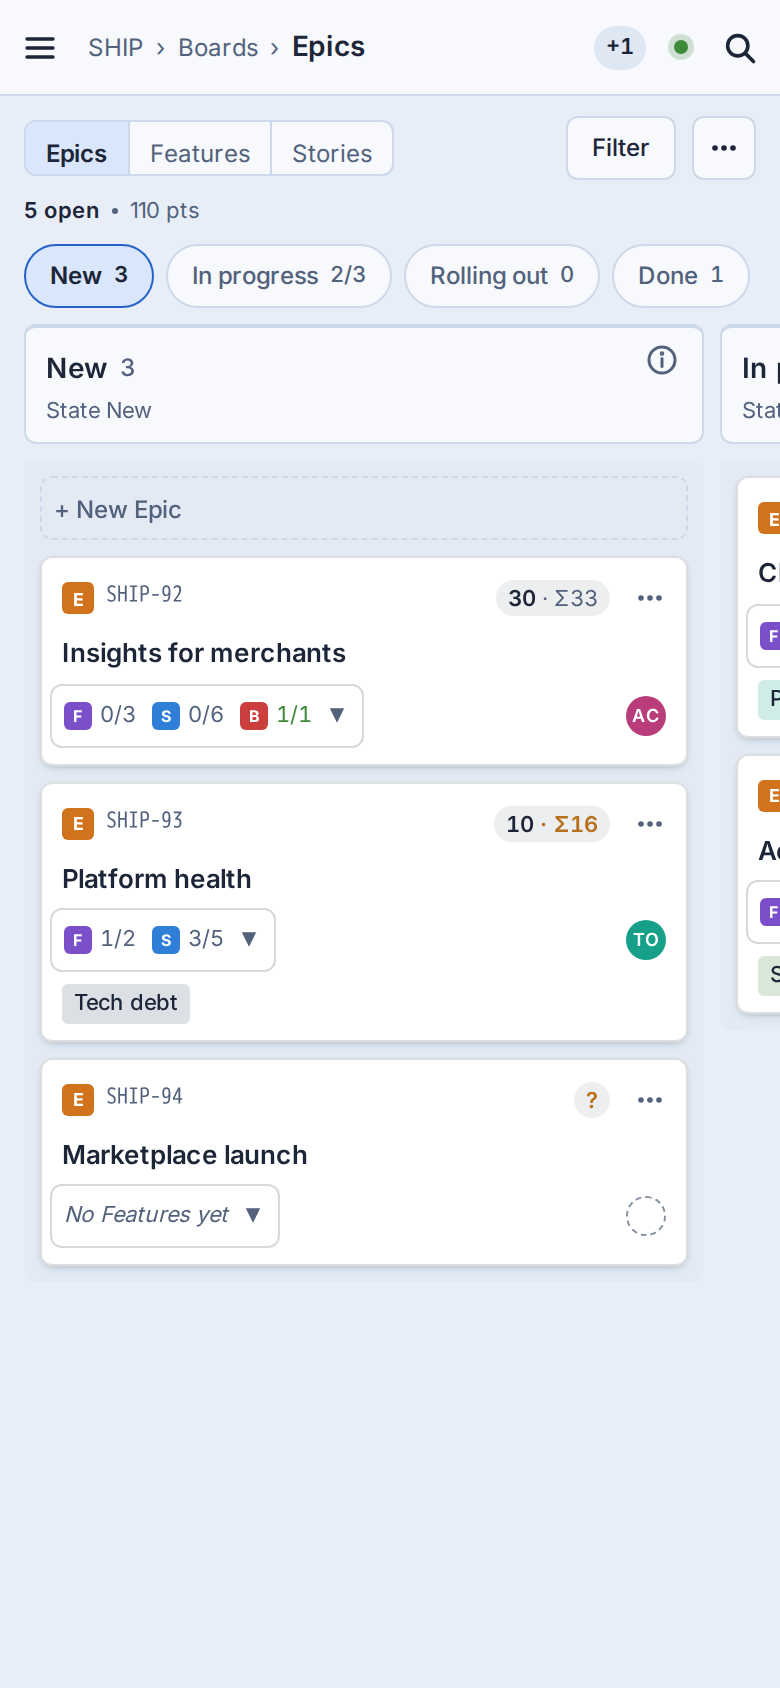 SHIP › Boards › Epics +1
Epics Features Stories Filter •••
5 open • 110 pts
New 3 In progress 2/3 Rolling out 0 Done 1
New 3
State New
+ New Epic
E SHIP-92 30 · Σ33 •••
Insights for merchants
F 0/3 S 0/6 B 1/1 ▼ AC
E SHIP-93 10 · Σ16 •••
Platform health
F 1/2 S 3/5 ▼ TO
Tech debt
E SHIP-94 ? •••
Marketplace launch
No Features yet ▼
In
E
F
E
F